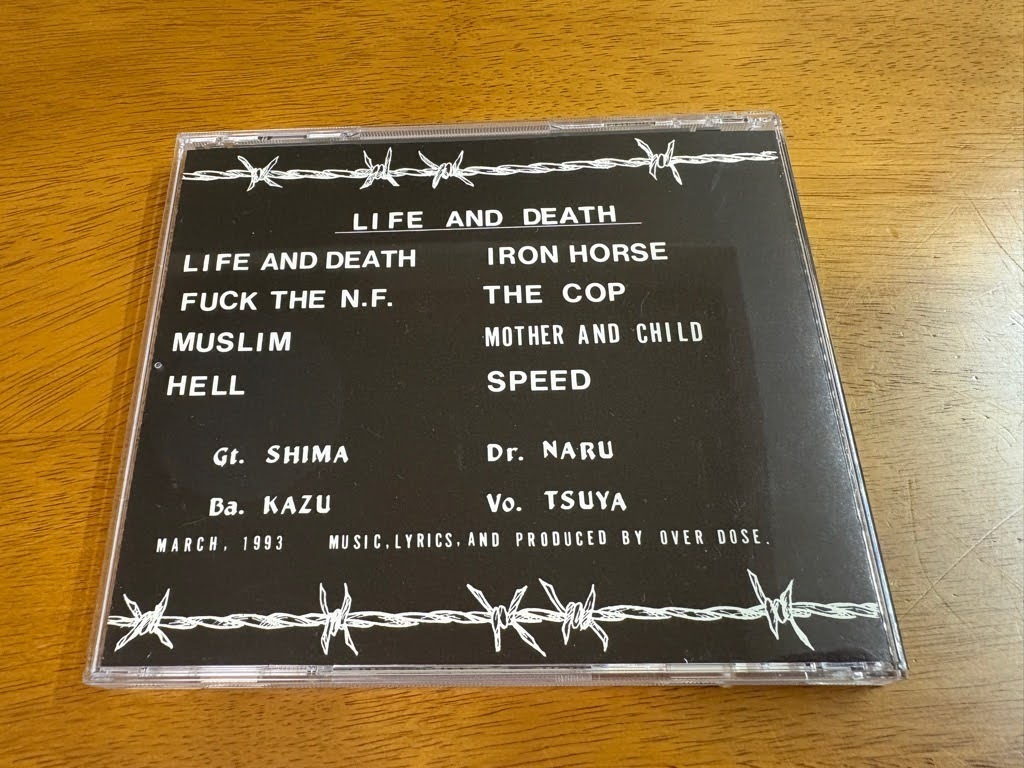 LIFE AND DEATH
LIFE AND DEATH
FUCK THE N.F.
MUSLIM
HELL
IRON HORSE
THE COP
MOTHER AND CHILD
SPEED
Gt. SHIMA
Dr. NARU
Ba. KAZU
Vo. TSUYA
MARCH, 1993 MUSIC,LYRICS,AND PRODUCED BY OVER DOSE.